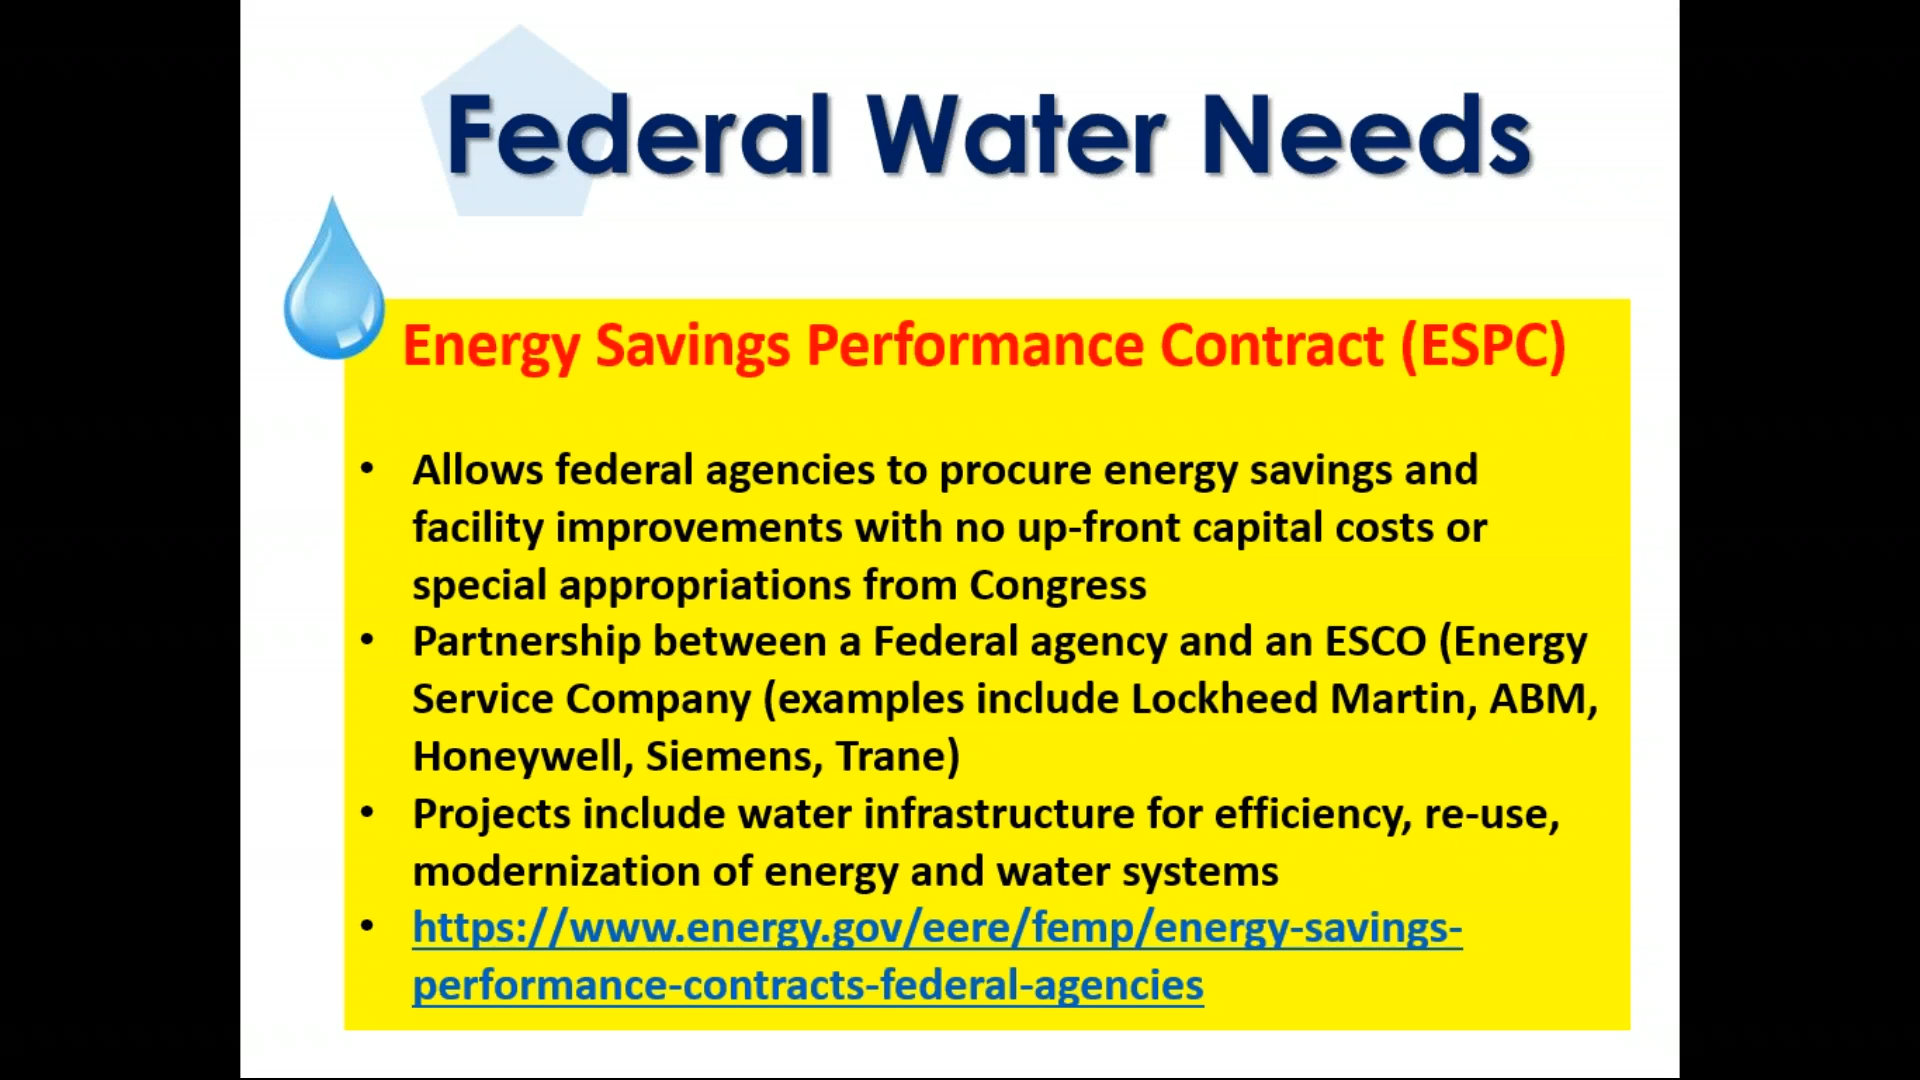 Federal Water Needs
Energy Savings Performance Contract (ESPC)
• Allows federal agencies to procure energy savings and
facility improvements with no up-front capital costs or
special appropriations from Congress
• Partnership between a Federal agency and an ESCO (Energy
Service Company (examples include Lockheed Martin, ABM,
Honeywell, Siemens, Trane)
• Projects include water infrastructure for efficiency, re-use,
modernization of energy and water systems
• https://www.energy.gov/eere/femp/energy-savings-
performance-contracts-federal-agencies